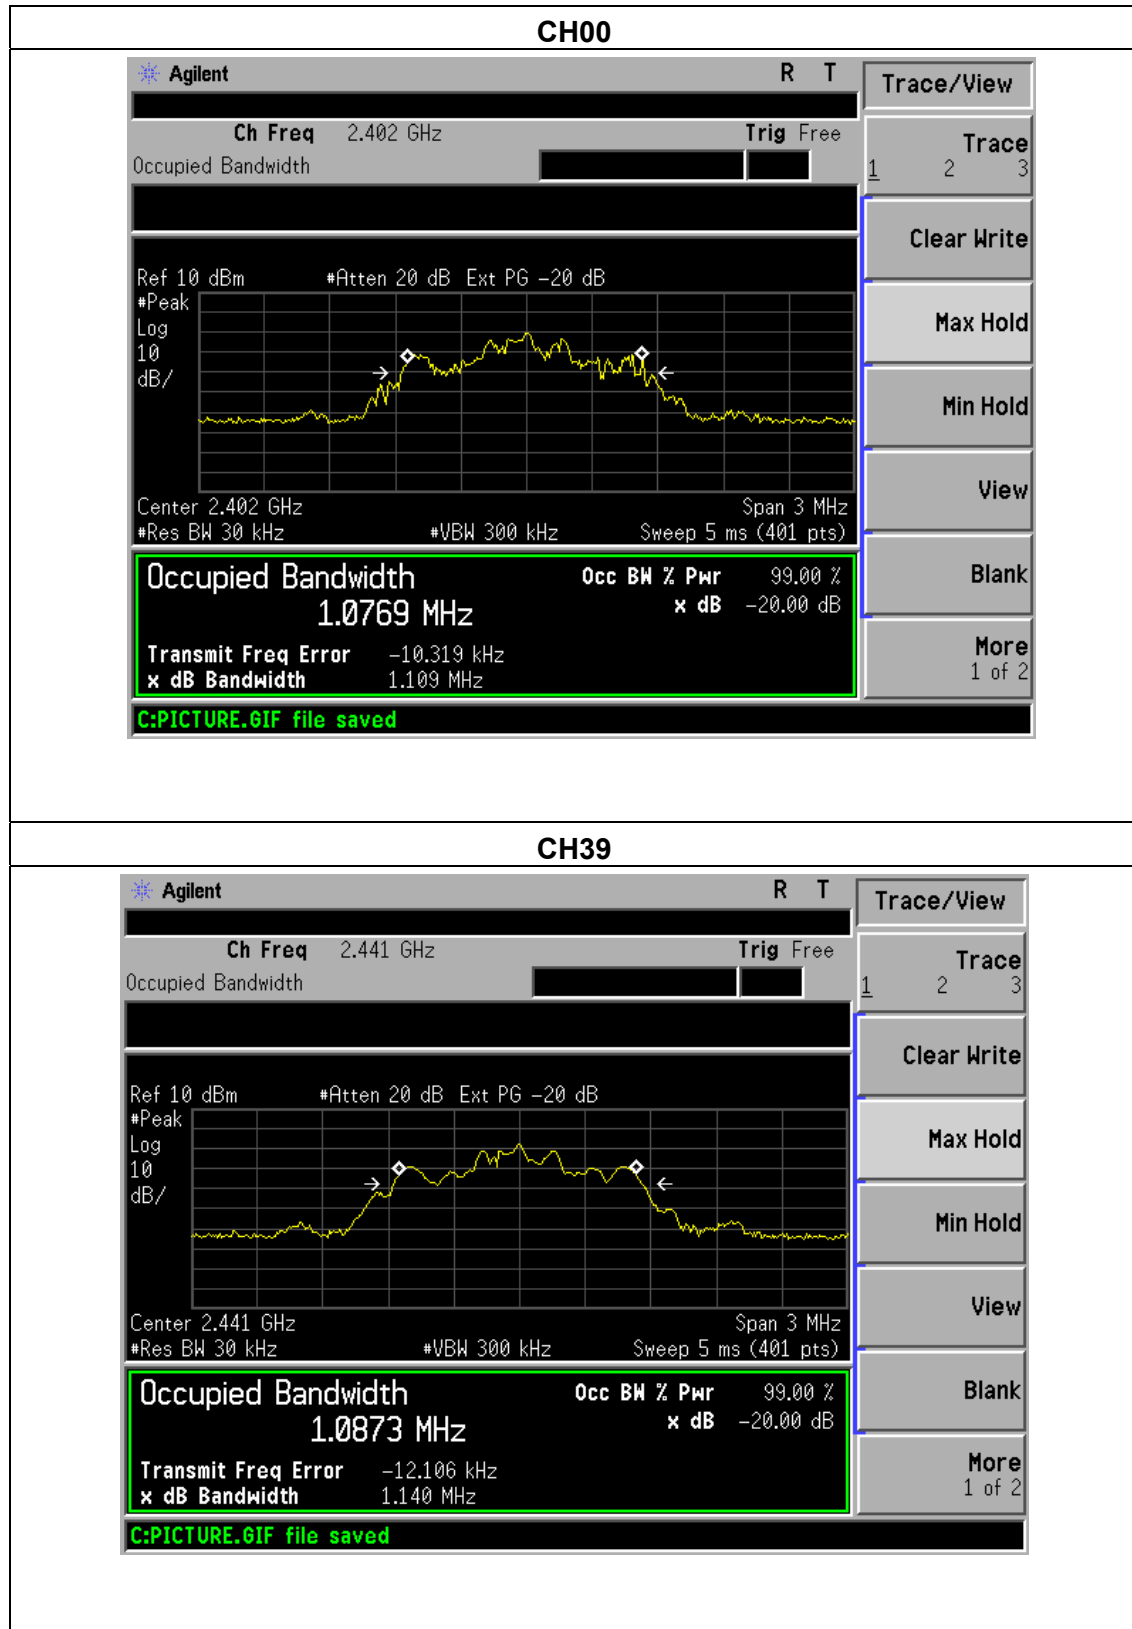 CH00
Agilent R T
Trace/View
Ch Freq 2.402 GHz Trig Free
Occupied Bandwidth
Trace
1 2 3
Clear Write
Max Hold
Min Hold
View
Blank
More
1 of 2
Ref 10 dBm #Atten 20 dB Ext PG -20 dB
#Peak
Log
10
dB/
Center 2.402 GHz Span 3 MHz
#Res BW 30 kHz #VBW 300 kHz Sweep 5 ms (401 pts)
Occupied Bandwidth Occ BW % Pwr 99.00 %
1.0769 MHz x dB -20.00 dB
Transmit Freq Error -10.319 kHz
x dB Bandwidth 1.109 MHz
C:PICTURE.GIF file saved
CH39
Agilent R T
Trace/View
Ch Freq 2.441 GHz Trig Free
Occupied Bandwidth
Trace
1 2 3
Clear Write
Max Hold
Min Hold
View
Blank
More
1 of 2
Ref 10 dBm #Atten 20 dB Ext PG -20 dB
#Peak
Log
10
dB/
Center 2.441 GHz Span 3 MHz
#Res BW 30 kHz #VBW 300 kHz Sweep 5 ms (401 pts)
Occupied Bandwidth Occ BW % Pwr 99.00 %
1.0873 MHz x dB -20.00 dB
Transmit Freq Error -12.106 kHz
x dB Bandwidth 1.140 MHz
C:PICTURE.GIF file saved